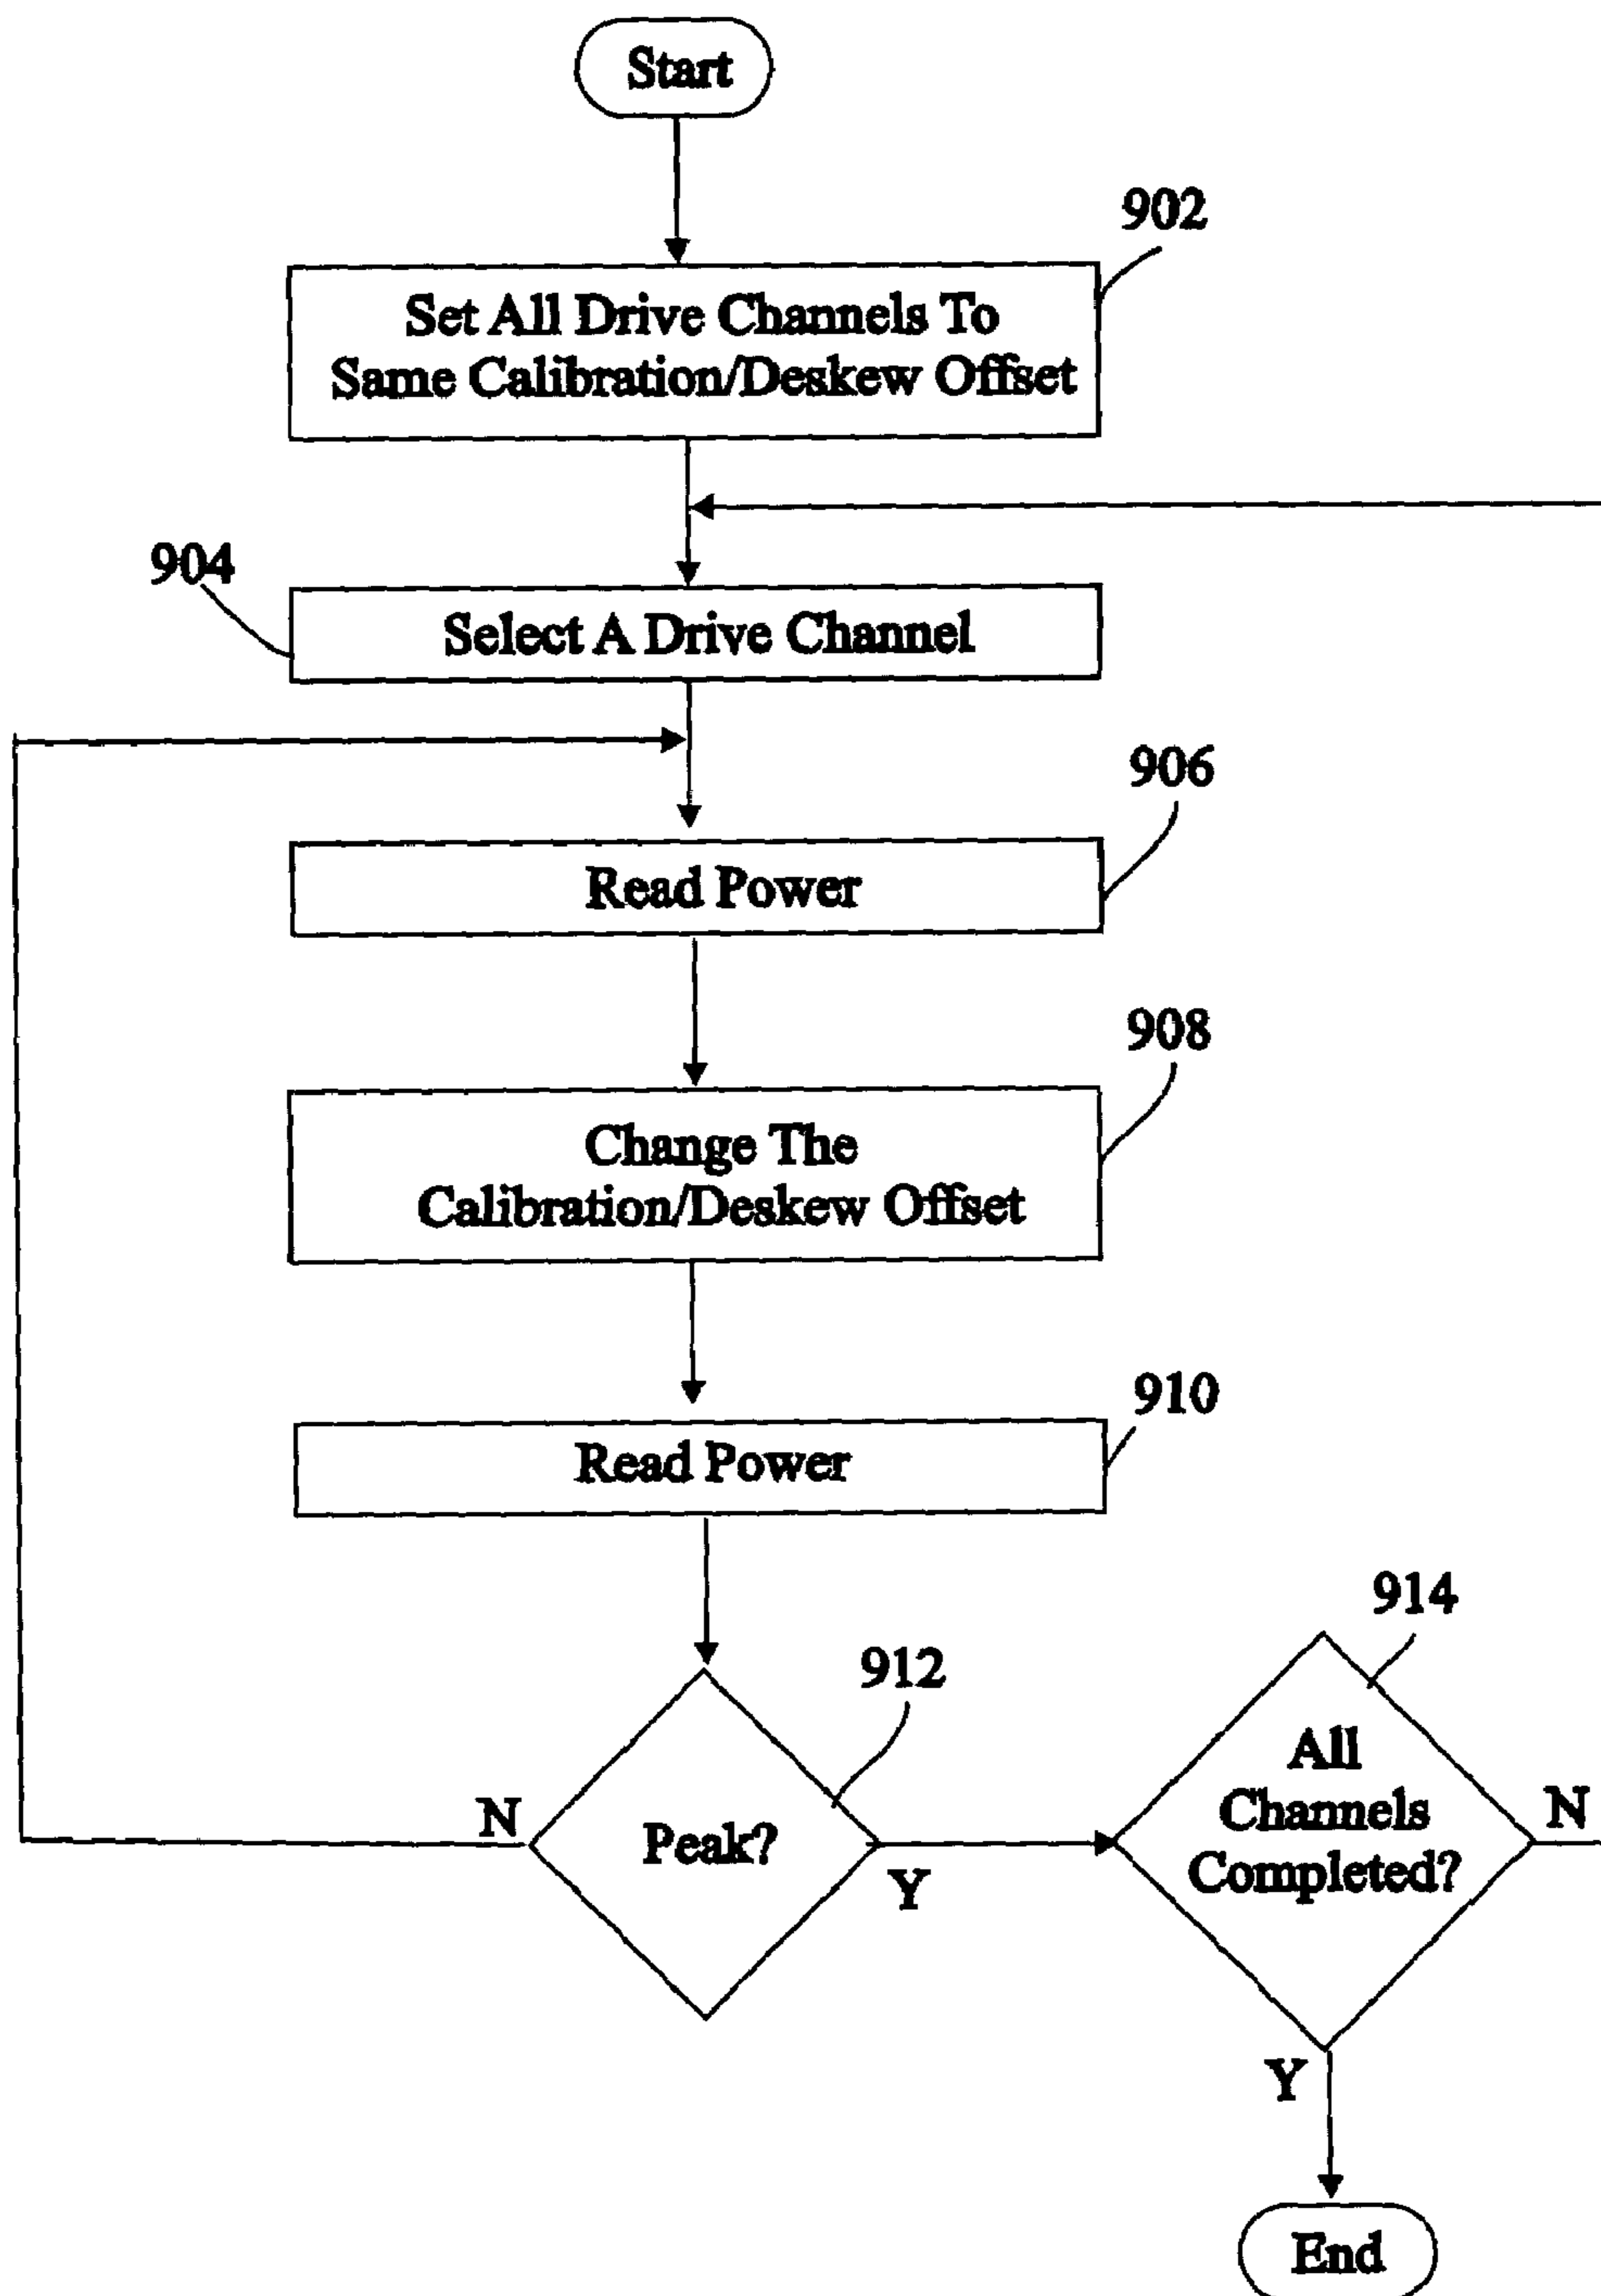 Start
902
Set All Drive Channels To
Same Calibration/Deskew Offset
904
Select A Drive Channel
906
Read Power
908
Change The
Calibration/Deskew Offset
910
Read Power
912
Peak?
N
Y
914
All
Channels
Completed?
N
Y
End